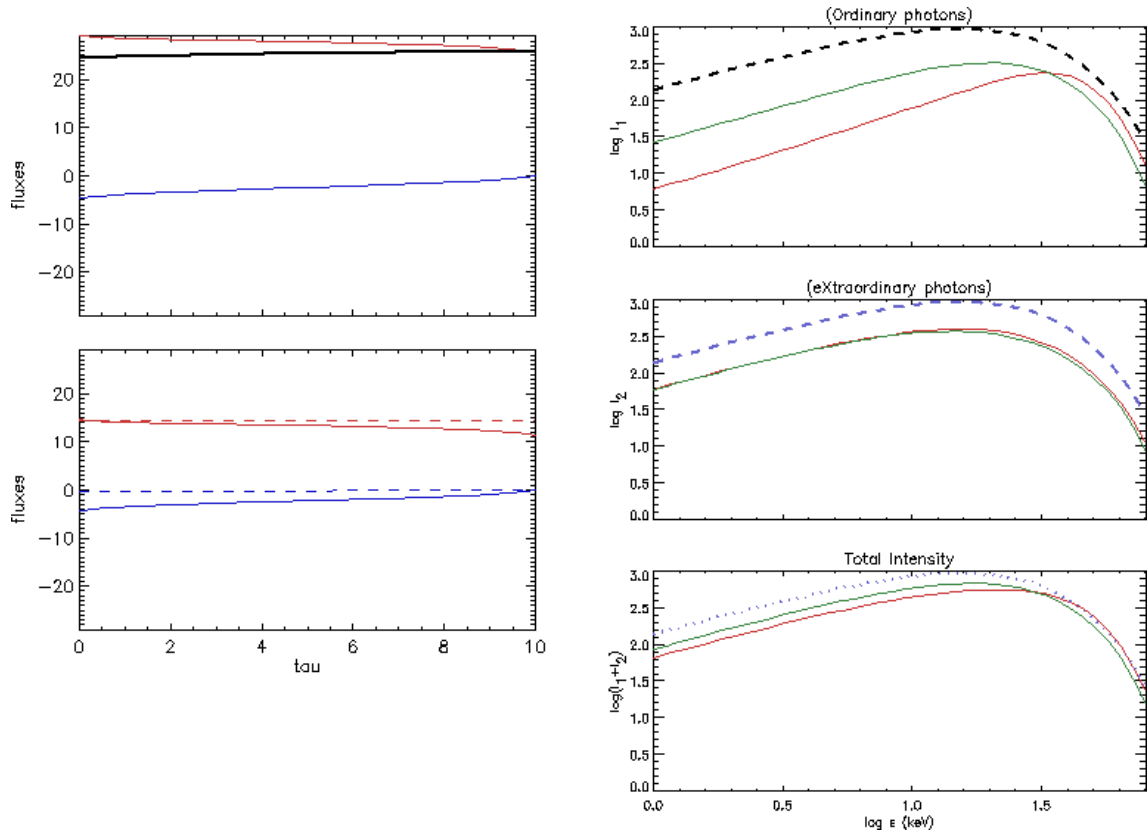 20
10
0
−10
−20
fluxes
20
10
0
−10
−20
fluxes
0 2 4 6 8 10
tau
(Ordinary photons)
3.0
2.5
2.0
1.5
1.0
0.5
0.0
log I₁
(eXtraordinary photons)
3.0
2.5
2.0
1.5
1.0
0.5
0.0
log I₂
Total Intensity
3.0
2.5
2.0
1.5
1.0
0.5
0.0
log(I₁+I₂)
0.0 0.5 1.0 1.5
log ε (keV)